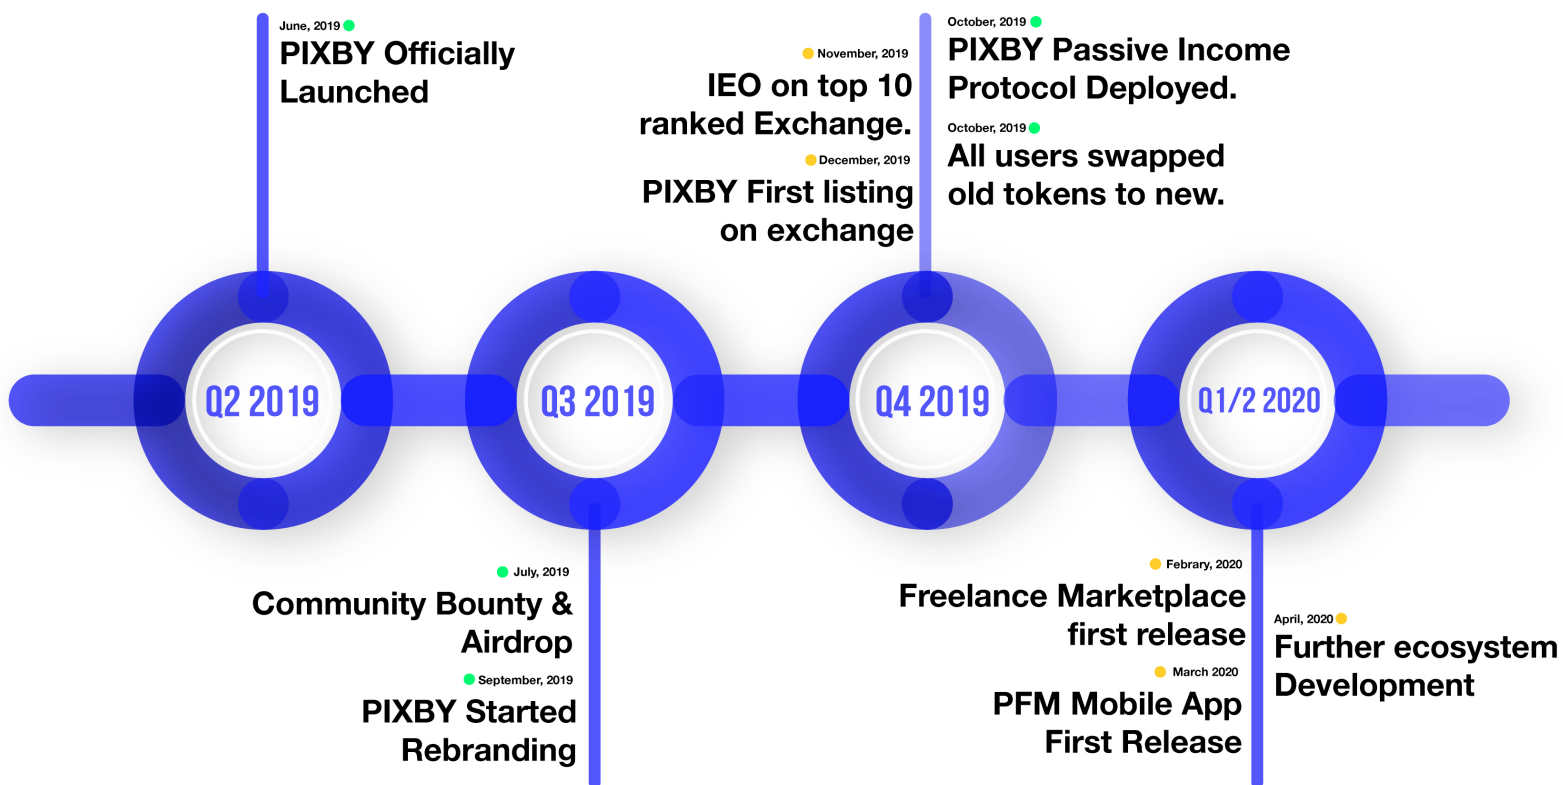 June, 2019
PIXBY Officially
Launched
November, 2019
IEO on top 10
ranked Exchange.
December, 2019
PIXBY First listing
on exchange
October, 2019
PIXBY Passive Income
Protocol Deployed.
October, 2019
All users swapped
old tokens to new.
Q2 2019
Q3 2019
Q4 2019
Q1/2 2020
July, 2019
Community Bounty &
Airdrop
September, 2019
PIXBY Started
Rebranding
Febrary, 2020
Freelance Marketplace
first release
March 2020
PFM Mobile App
First Release
April, 2020
Further ecosystem
Development